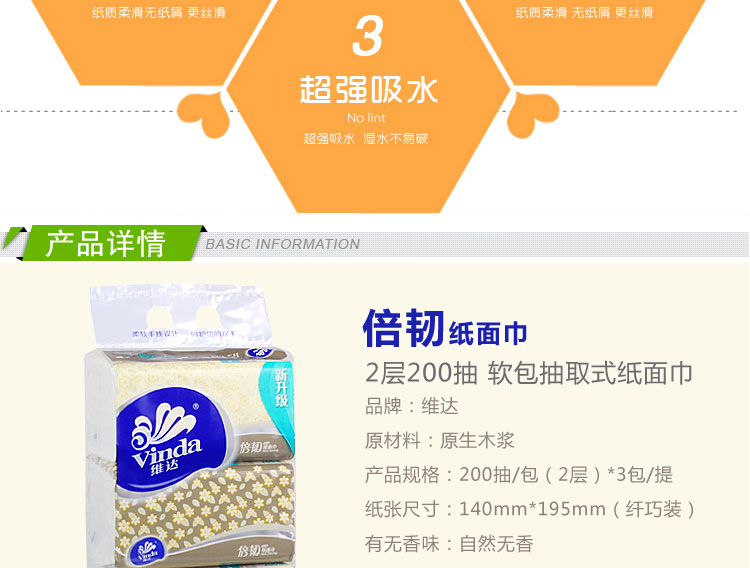 纸质柔滑无纸屑 更丝滑
纸质柔滑 无纸屑 更丝滑
3
超强吸水
No lint
超强吸水 湿水不易破
产品详情
BASIC INFORMATION
倍韧纸面巾
2层200抽 软包抽取式纸面巾
品牌：维达
原材料：原生木浆
产品规格：200抽/包（2层）*3包/提
纸张尺寸：140mm*195mm（纤巧装）
有无香味：自然无香
新升级
Vinda
®
维达
倍韧
Vinda
倍韧